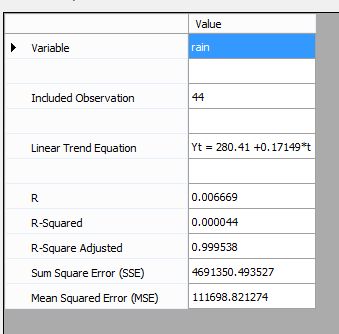 Value
Variable rain
Included Observation 44
Linear Trend Equation Yt = 280.41 +0.17149*t
R 0.006669
R-Squared 0.000044
R-Square Adjusted 0.999538
Sum Square Error (SSE) 4691350.493527
Mean Squared Error (MSE) 111698.821274